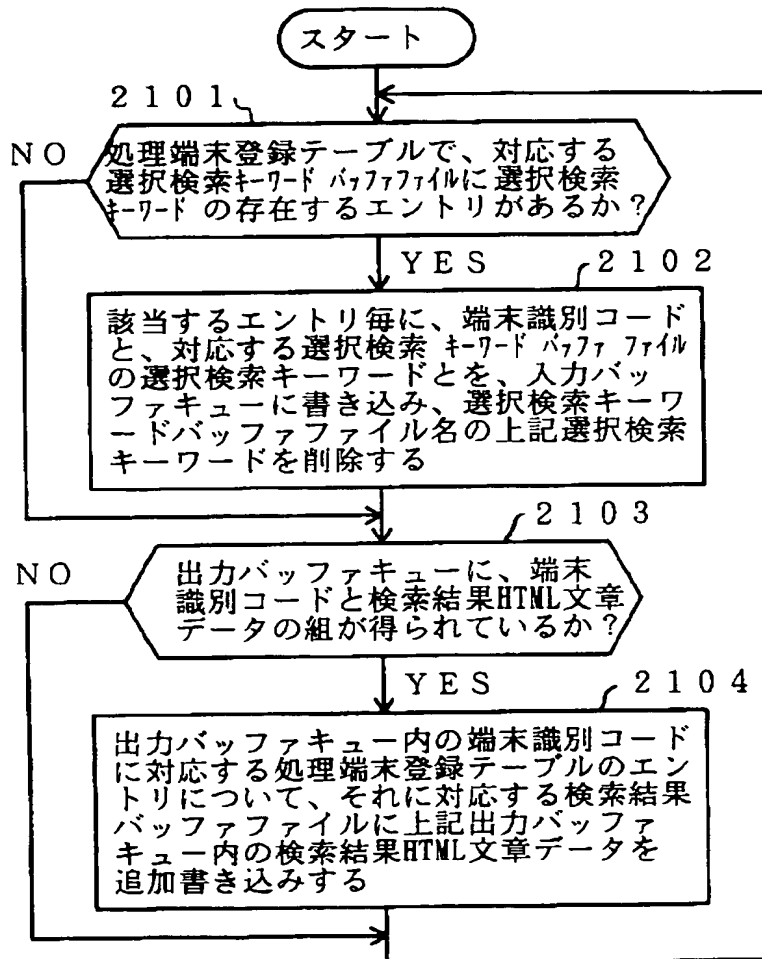 スタート
2101
NO
処理端末登録テーブルで、対応する
選択検索ｷｰﾜｰﾄﾞ ﾊﾞｯﾌｧﾌｧｲﾙに選択検索
ｷｰﾜｰﾄﾞ の存在するエントリがあるか？
YES
2102
該当するエントリ毎に、端末識別コード
と、対応する選択検索 ｷｰﾜｰﾄﾞ ﾊﾞｯﾌｧ ﾌｧｲﾙ
の選択検索キーワードとを、入力バッ
ファキューに書き込み、選択検索キーワ
ードバッファファイル名の上記選択検索
キーワードを削除する
2103
NO
出力バッファキューに、端末
識別コードと検索結果HTML文章
データの組が得られているか？
YES
2104
出力バッファキュー内の端末識別コード
に対応する処理端末登録テーブルのエン
トリについて、それに対応する検索結果
バッファファイルに上記出力バッファ
キュー内の検索結果HTML文章データを
追加書き込みする